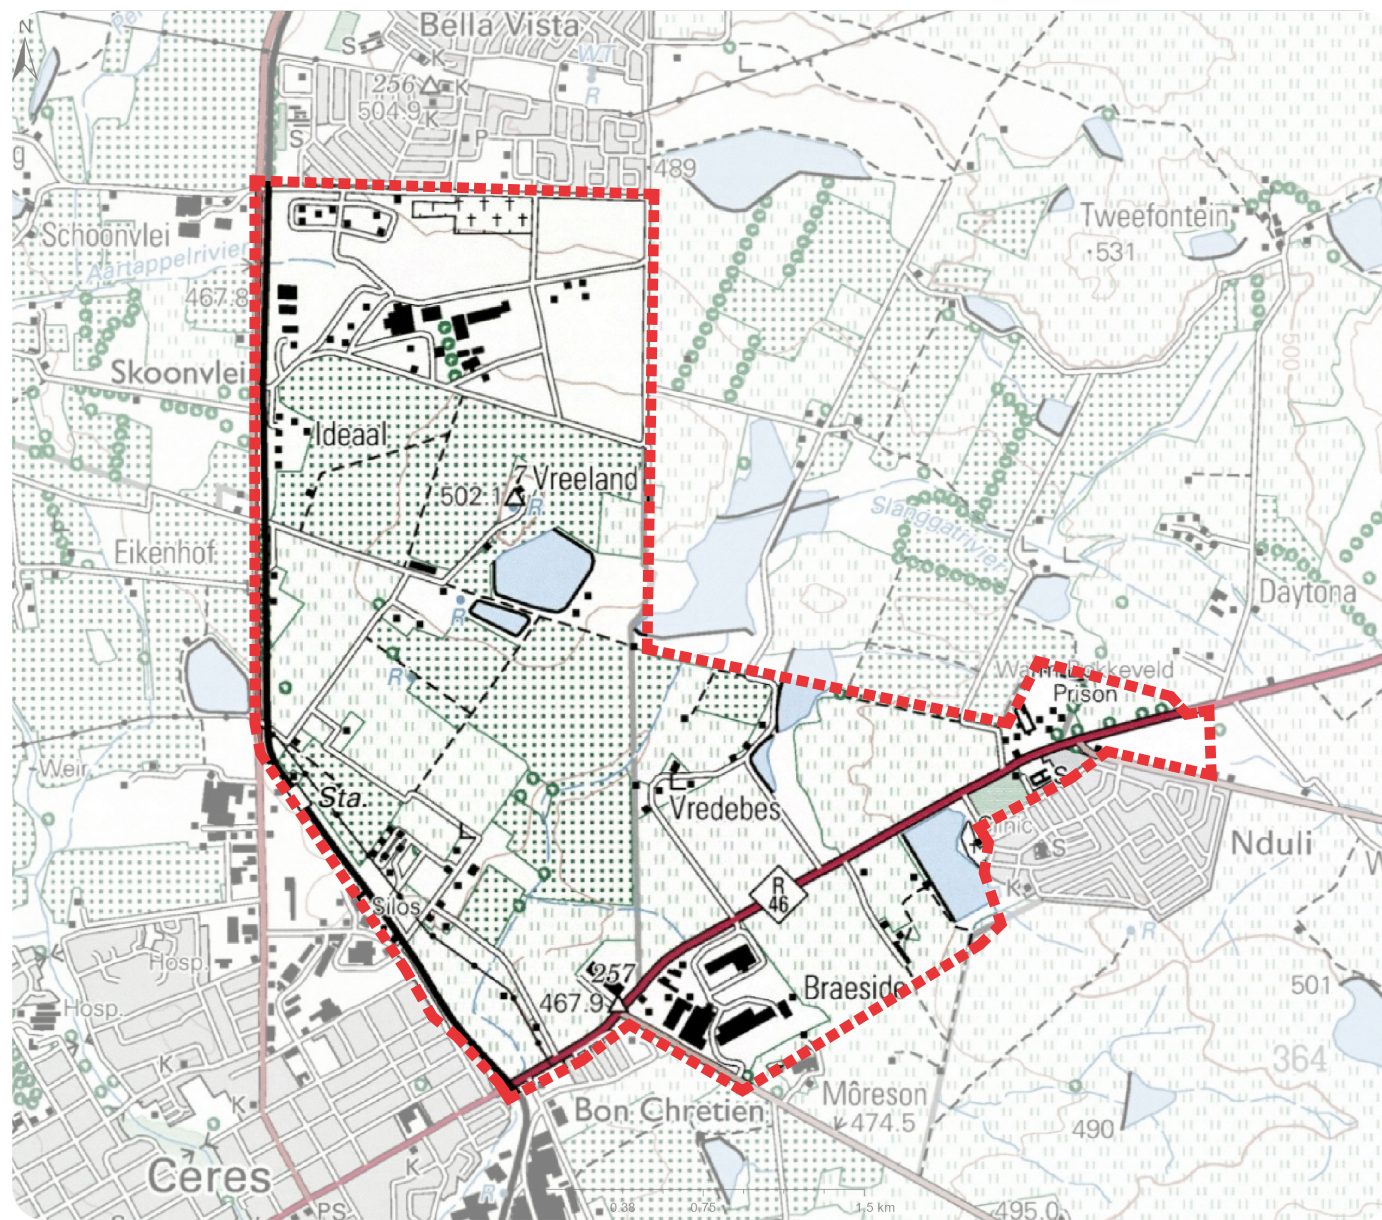 N
Bella Vista
S
K
WT
256
K
504.9
R
K
S
P
489
g
Schoonvlei
Tweefontein
531
Aartappelrivier
467.8
500
Skoonvlei
Ideaal
7
Vreeland
502.1
R
Slanggatrivier
Eikenhof
Daytona
R
Warm Bokkeveld
Prison
R
Weir
Sta.
S
Vredebes
Clinic
Nduli
S
W
R
46
K
Silos
R
Hosp.
257
467.9
Braeside
501
Hosp.
364
K
Môreson
Bon Chretien
474.5
K
490
K
Ceres
R
PS
S
0.38
0.75
1.5 km
495.0